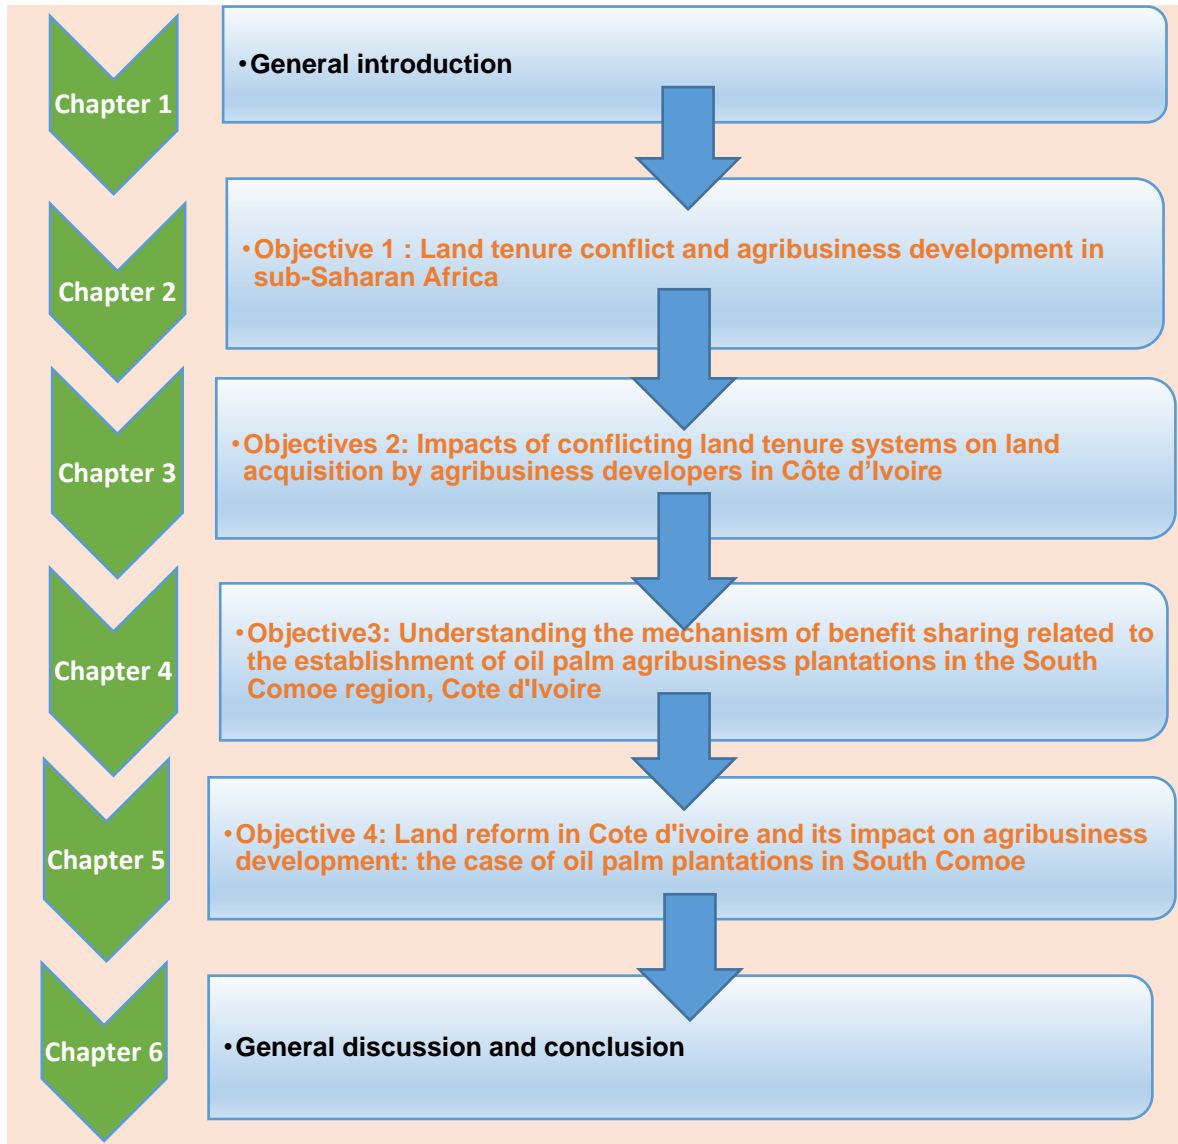 Chapter 1
•General introduction
Chapter 2
•Objective 1 : Land tenure conflict and agribusiness development in
sub-Saharan Africa
Chapter 3
•Objectives 2: Impacts of conflicting land tenure systems on land
acquisition by agribusiness developers in Côte d’Ivoire
Chapter 4
•Objective3: Understanding the mechanism of benefit sharing related to
the establishment of oil palm agribusiness plantations in the South
Comoe region, Cote d'Ivoire
Chapter 5
•Objective 4: Land reform in Cote d'ivoire and its impact on agribusiness
development: the case of oil palm plantations in South Comoe
Chapter 6
•General discussion and conclusion